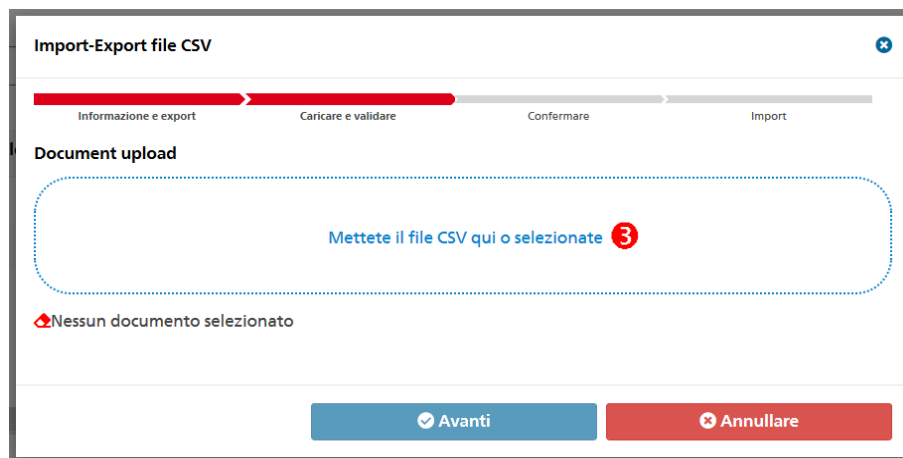 Import-Export file CSV
Informazione e export
Caricare e validare
Confermare
Import
Document upload
Mettete il file CSV qui o selezionate 3
Nessun documento selezionato
Avanti
Annullare